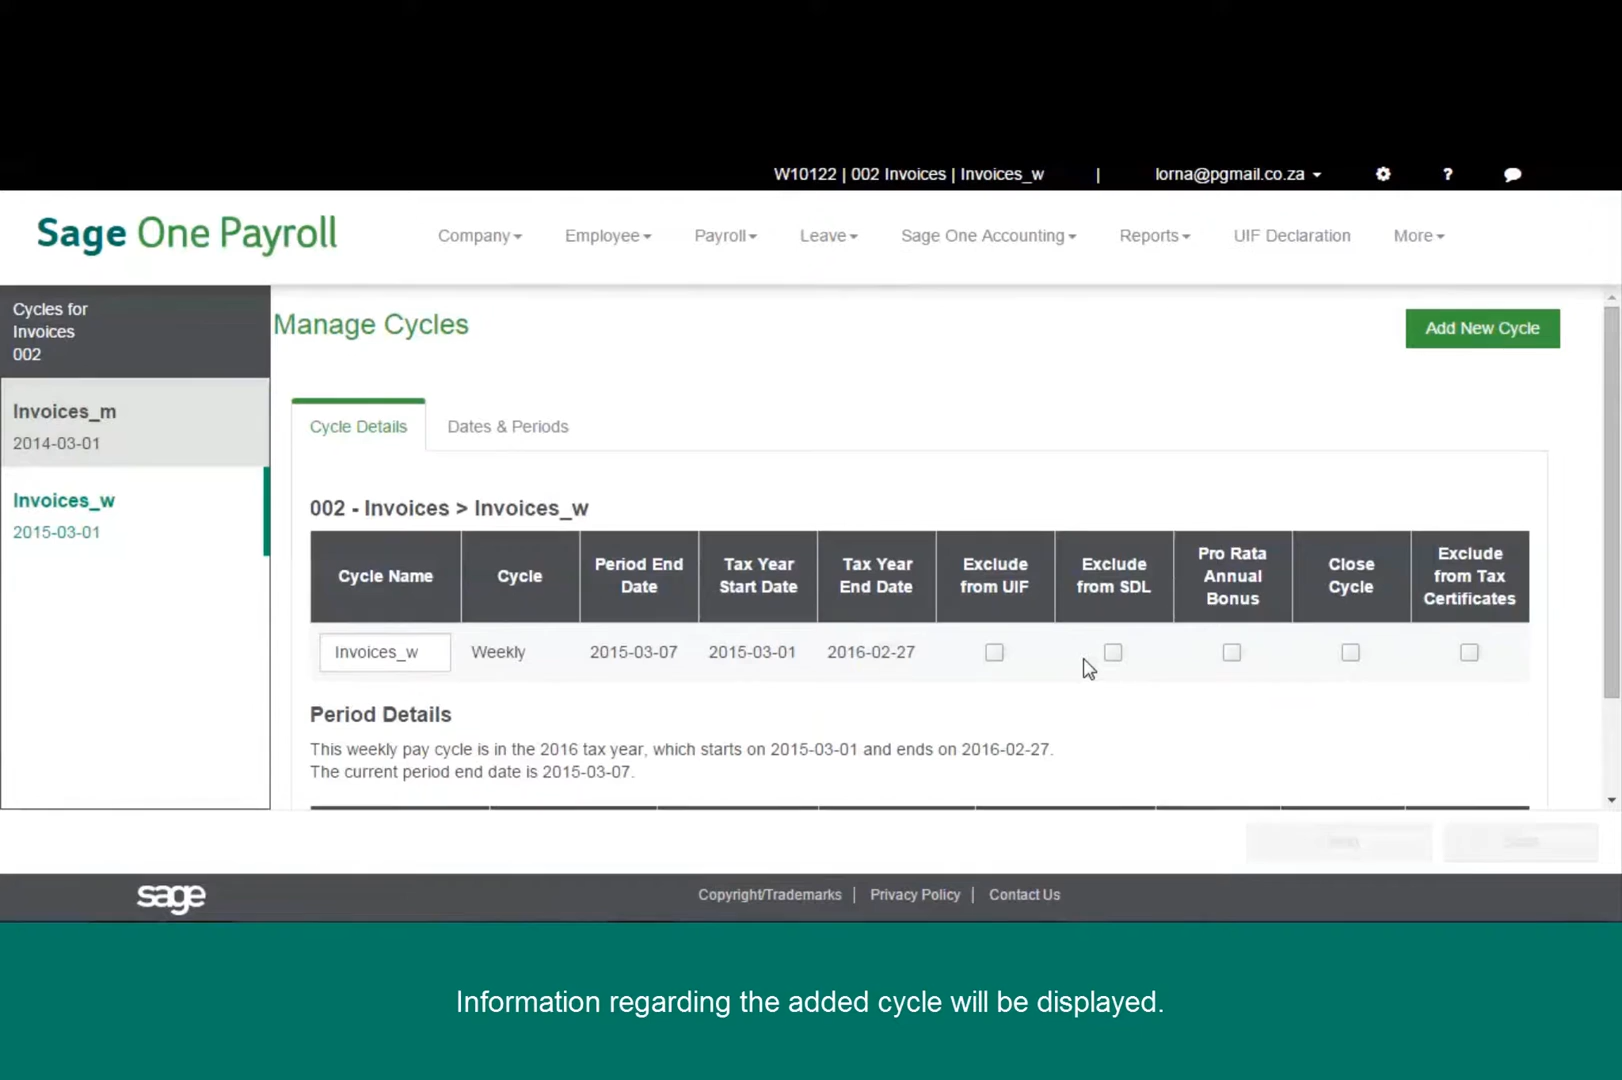 W10122 | 002 Invoices | Invoices_w | lorna@pgmail.co.za ?
Sage One Payroll
Company Employee Payroll Leave Sage One Accounting Reports UIF Declaration More
Cycles for
Invoices
002
Invoices_m
2014-03-01
Invoices_w
2015-03-01
Manage Cycles
Add New Cycle
Cycle Details Dates & Periods
002 - Invoices > Invoices_w
Cycle Name
Cycle
Period End
Date
Tax Year
Start Date
Tax Year
End Date
Exclude
from UIF
Exclude
from SDL
Pro Rata
Annual
Bonus
Close
Cycle
Exclude
from Tax
Certificates
Invoices_w Weekly 2015-03-07 2015-03-01 2016-02-27
Period Details
This weekly pay cycle is in the 2016 tax year, which starts on 2015-03-01 and ends on 2016-02-27.
The current period end date is 2015-03-07.
sage
Copyright/Trademarks | Privacy Policy | Contact Us
Information regarding the added cycle will be displayed.